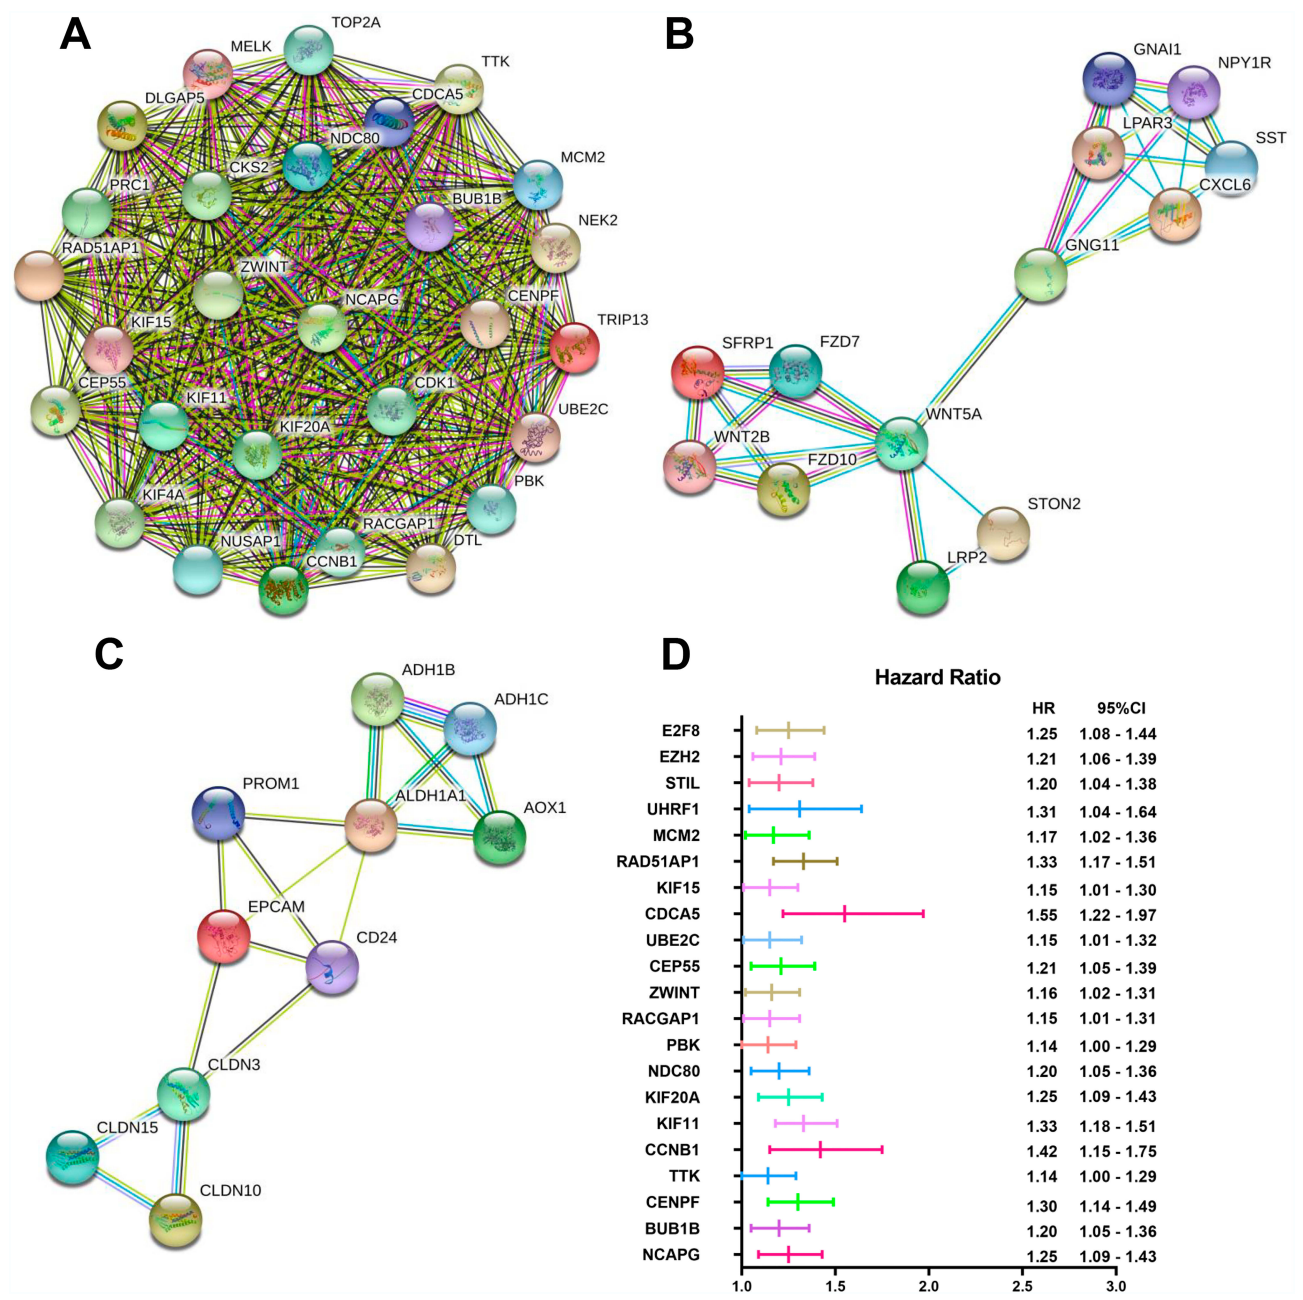 A
TOP2A
MELK
TTK
DLGAP5
CDCA5
NDC80
MCM2
CKS2
PRC1
BUB1B
NEK2
RAD51AP1
ZWINT
NCAPG
CENPF
KIF15
TRIP13
CEP55
CDK1
KIF11
UBE2C
KIF20A
PBK
KIF4A
RACGAP1
NUSAP1
DTL
CCNB1
B
GNAI1
NPY1R
LPAR3
SST
CXCL6
GNG11
SFRP1
FZD7
WNT5A
WNT2B
FZD10
STON2
LRP2
C
ADH1B
ADH1C
PROM1
ALDH1A1
AOX1
EPCAM
CD24
CLDN3
CLDN15
CLDN10
D
Hazard Ratio
HR 95%CI
E2F8 1.25 1.08 - 1.44
EZH2 1.21 1.06 - 1.39
STIL 1.20 1.04 - 1.38
UHRF1 1.31 1.04 - 1.64
MCM2 1.17 1.02 - 1.36
RAD51AP1 1.33 1.17 - 1.51
KIF15 1.15 1.01 - 1.30
CDCA5 1.55 1.22 - 1.97
UBE2C 1.15 1.01 - 1.32
CEP55 1.21 1.05 - 1.39
ZWINT 1.16 1.02 - 1.31
RACGAP1 1.15 1.01 - 1.31
PBK 1.14 1.00 - 1.29
NDC80 1.20 1.05 - 1.36
KIF20A 1.25 1.09 - 1.43
KIF11 1.33 1.18 - 1.51
CCNB1 1.42 1.15 - 1.75
TTK 1.14 1.00 - 1.29
CENPF 1.30 1.14 - 1.49
BUB1B 1.20 1.05 - 1.36
NCAPG 1.25 1.09 - 1.43
1.0 1.5 2.0 2.5 3.0